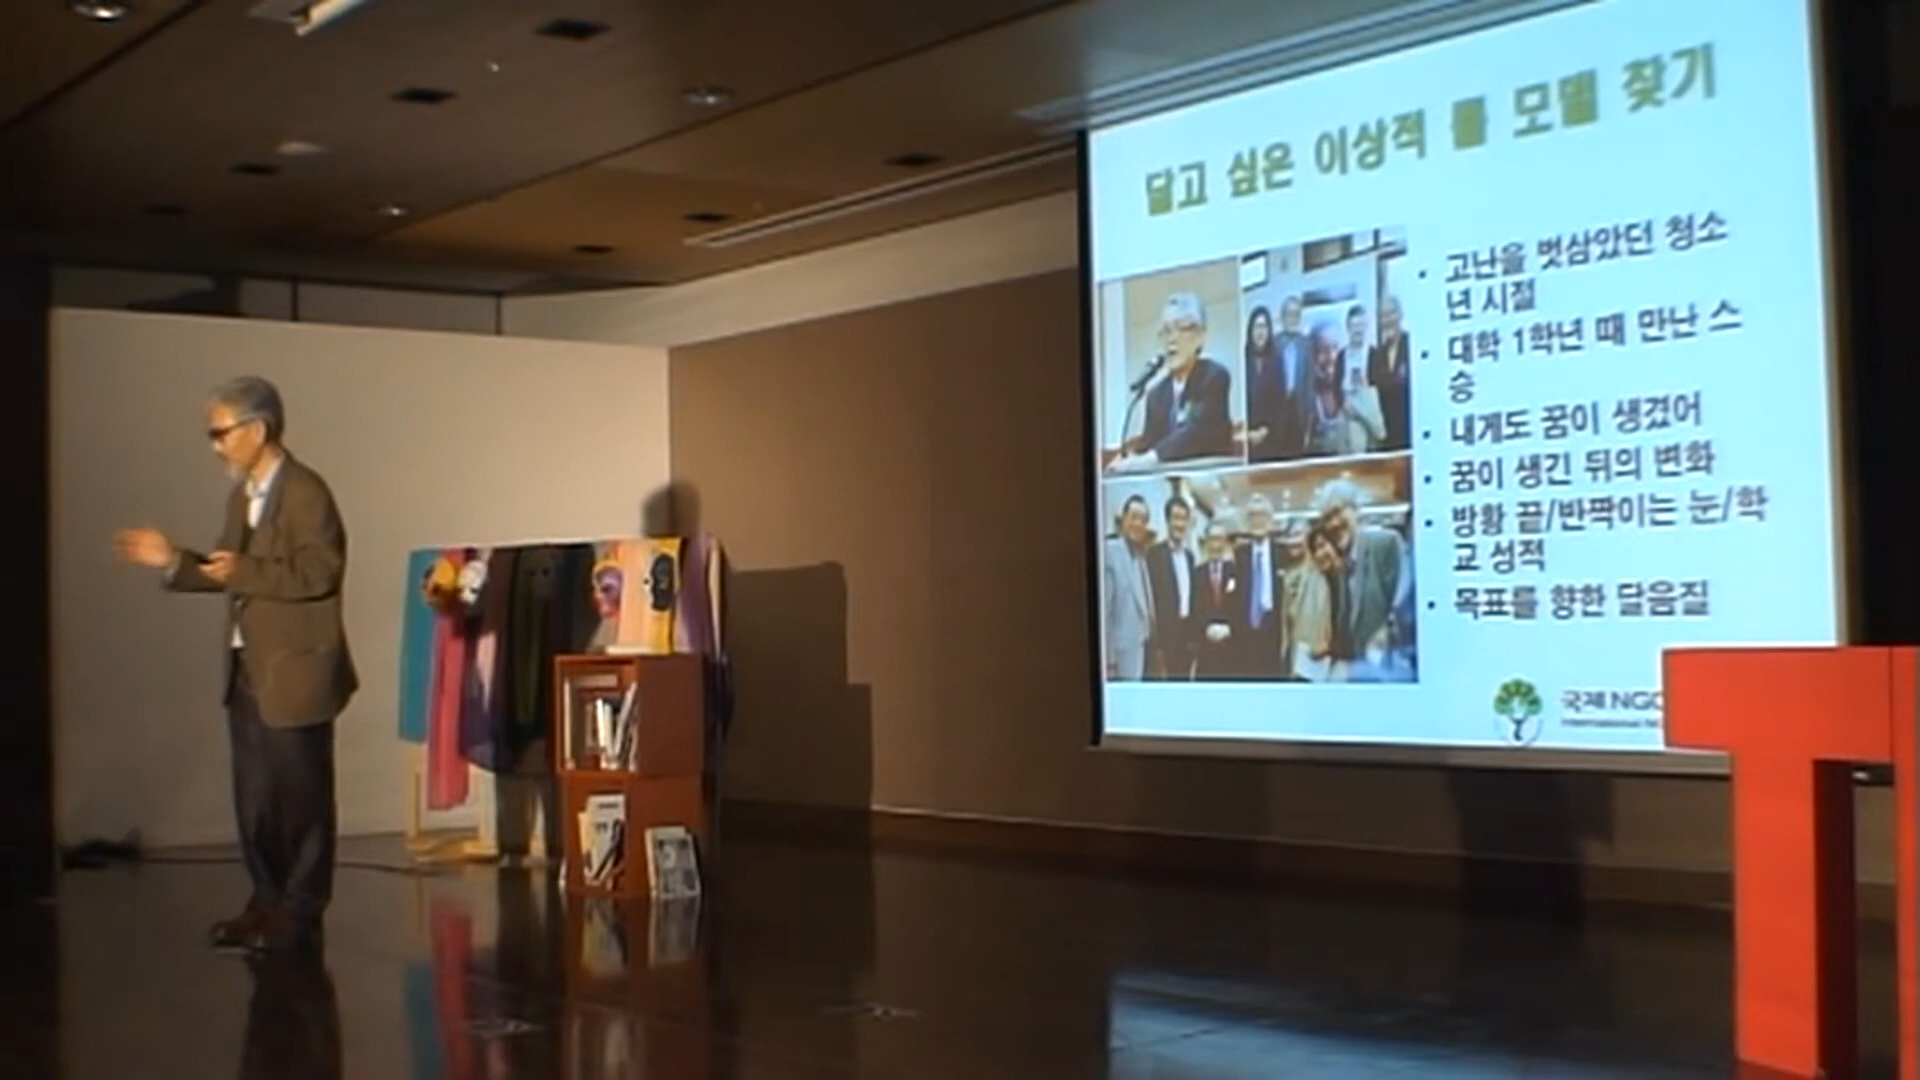 닮고 싶은 이상적 롤 모델 찾기
• 고난을 벗삼았던 청소
년 시절
• 대학 1학년 때 만난 스
승
• 내게도 꿈이 생겼어
• 꿈이 생긴 뒤의 변화
• 방황 끝/반짝이는 눈/학
교 성적
• 목표를 향한 달음질
국제 NGO
International
T